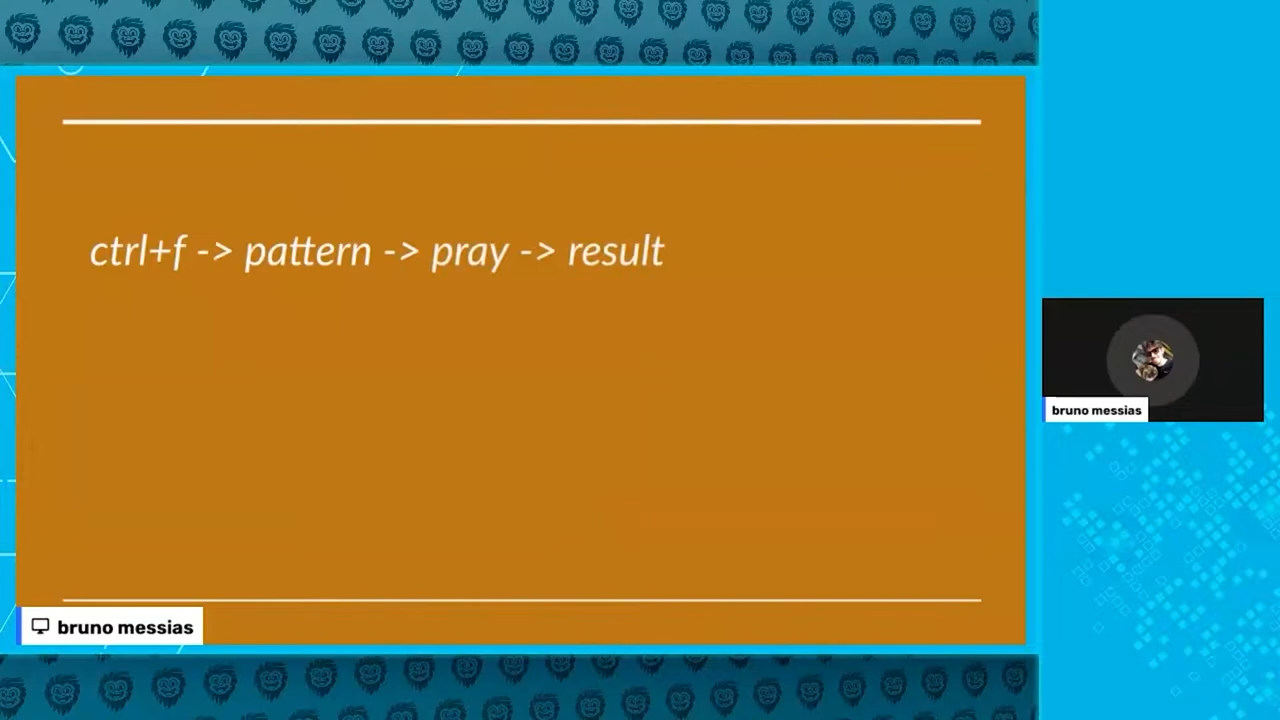 ctrl+f -> pattern -> pray -> result
bruno messias
bruno messias